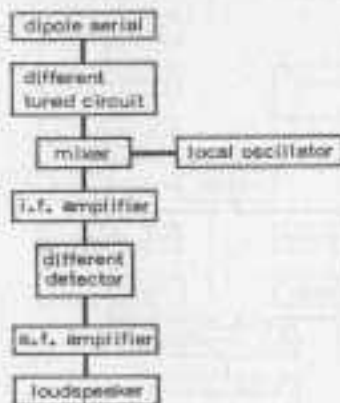 dipole aerial
different
tuned circuit
mixer
local oscillator
i.f. amplifier
different
detector
a.f. amplifier
loudspeaker